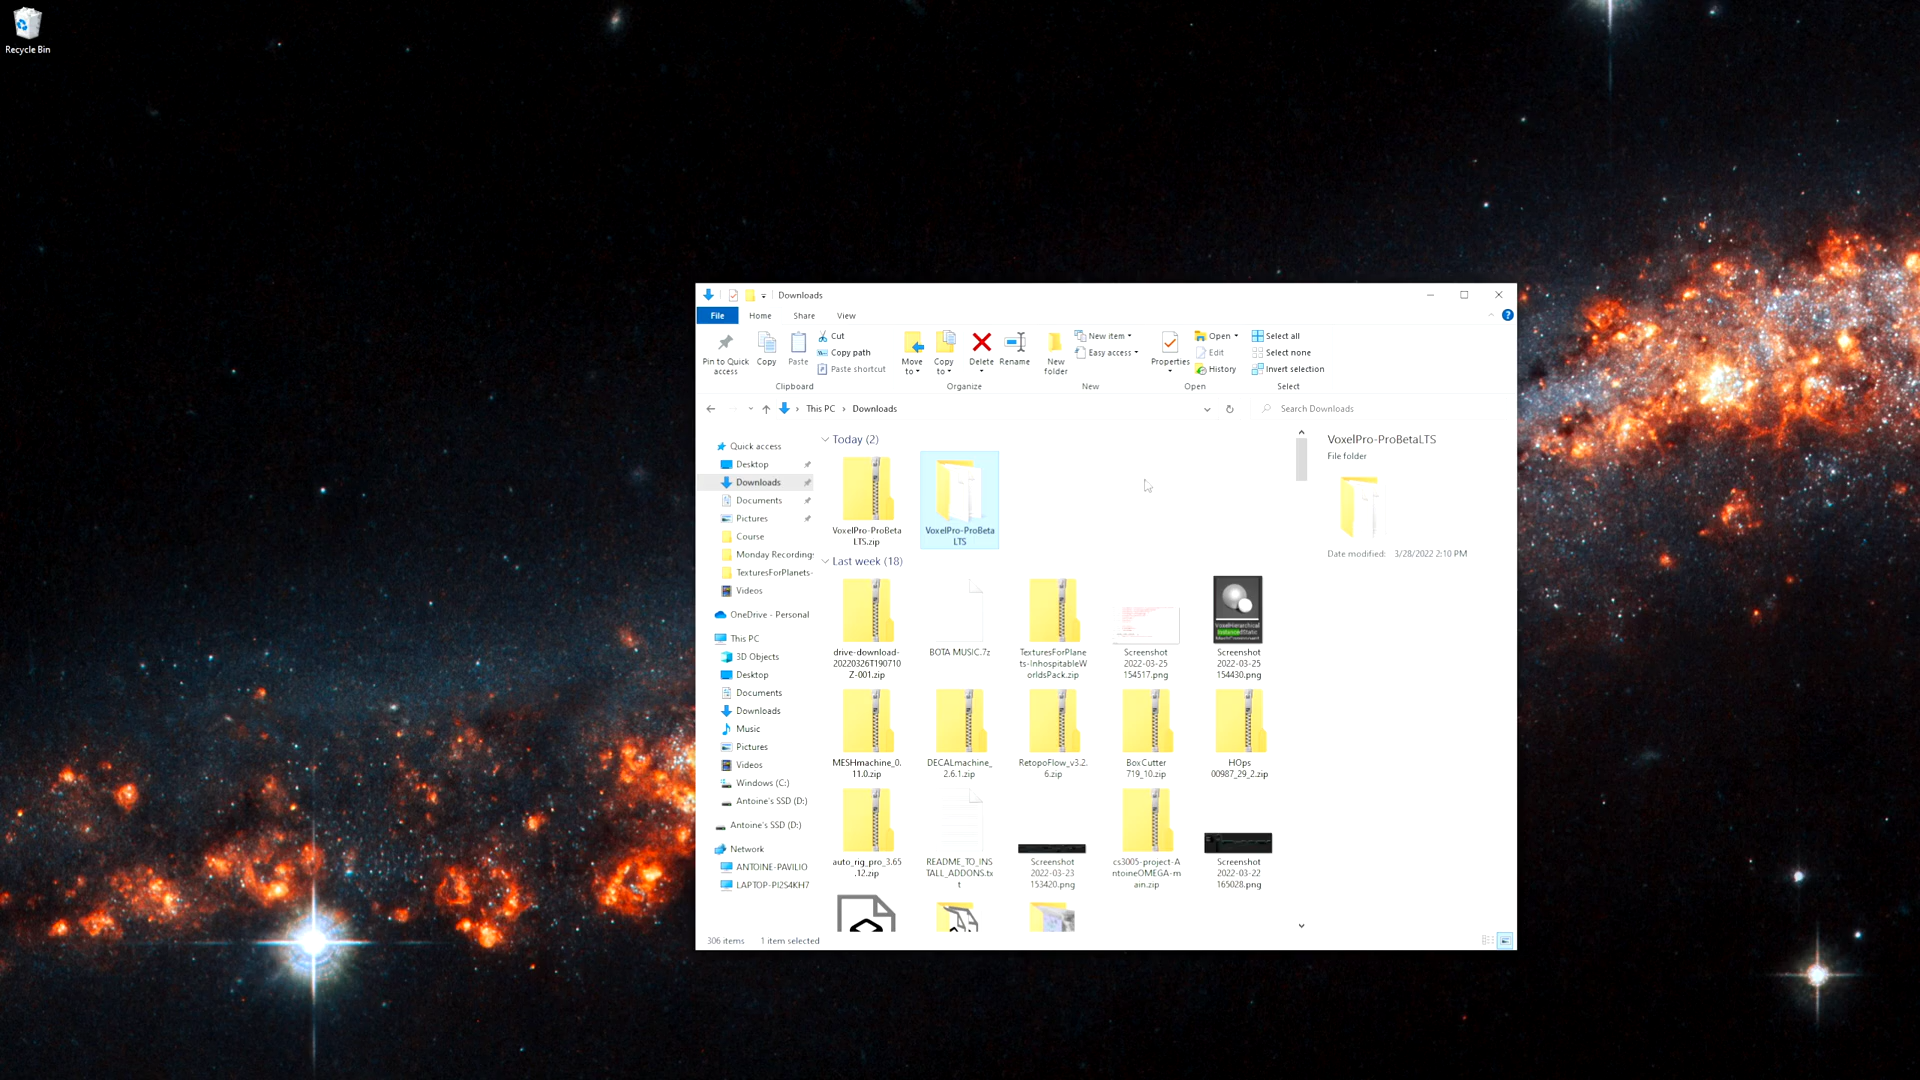 Recycle Bin
Downloads
File Home Share View
Pin to Quick access
Copy
Paste
Cut
Copy path
Paste shortcut
Clipboard
Move to
Copy to
Delete
Rename
Organize
New folder
New item
Easy access
New
Properties
Open
Edit
History
Open
Select all
Select none
Invert selection
Select
This PC > Downloads
Search Downloads
Quick access
Desktop
Downloads
Documents
Pictures
Course
Monday Recordings
TexturesForPlanets-
Videos
OneDrive - Personal
This PC
3D Objects
Desktop
Documents
Downloads
Music
Pictures
Videos
Windows (C:)
Antoine's SSD (D:)
Antoine's SSD (D:)
Network
ANTOINE-PAVILIO
LAPTOP-PI2S4KH7
Today (2)
VoxelPro-ProBeta
LTS.zip
VoxelPro-ProBeta
LTS
Last week (18)
drive-download-
20220326T190710
Z-001.zip
BOTA MUSIC.7z
TexturesForPlane
ts-InhospitableW
orldsPack.zip
Screenshot
2022-03-25
154517.png
Screenshot
2022-03-25
154430.png
MESHmachine_0.
11.0.zip
DECALmachine_
2.6.1.zip
RetopoFlow_v3.2.
6.zip
BoxCutter
719_10.zip
HOps
00987_29_2.zip
auto_rig_pro_3.65
.12.zip
README_TO_INS
TALL_ADDONS.tx
t
Screenshot
2022-03-23
153420.png
cs3005-project-A
ntoineOMEGA-m
ain.zip
Screenshot
2022-03-22
165028.png
VoxelPro-ProBetaLTS
File folder
Date modified: 3/28/2022 2:10 PM
306 items 1 item selected